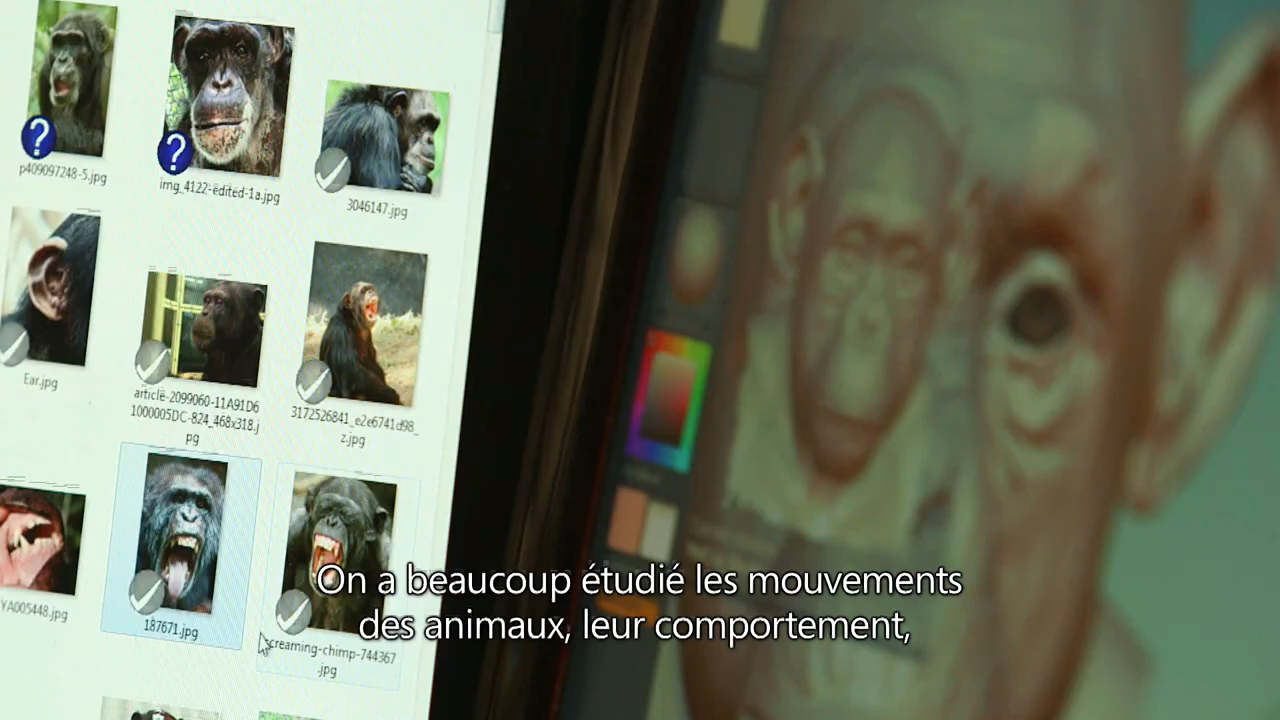 p409097248-5.jpg
img_4122-edited-1a.jpg
3046147.jpg
Ear.jpg
article-2099060-11A91D6
1000005DC-824_468x318.j
pg
3172526841_e2e6741d98_
z.jpg
YA005448.jpg
187671.jpg
creaming-chimp-744367
.jpg
On a beaucoup étudié les mouvements
des animaux, leur comportement,